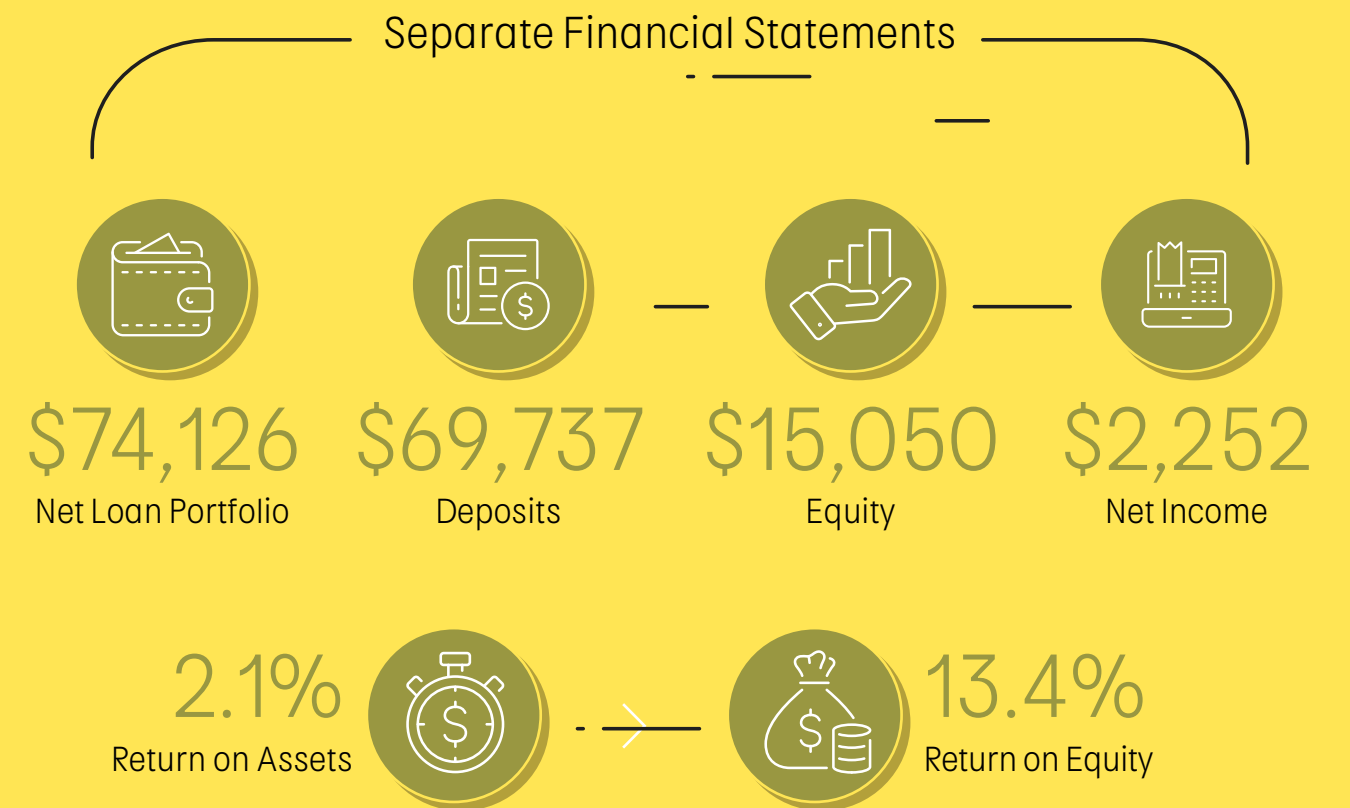 Separate Financial Statements
$74,126
$69,737
$15,050
$2,252
Net Loan Portfolio
Deposits
Equity
Net Income
2.1%
13.4%
Return on Assets
Return on Equity